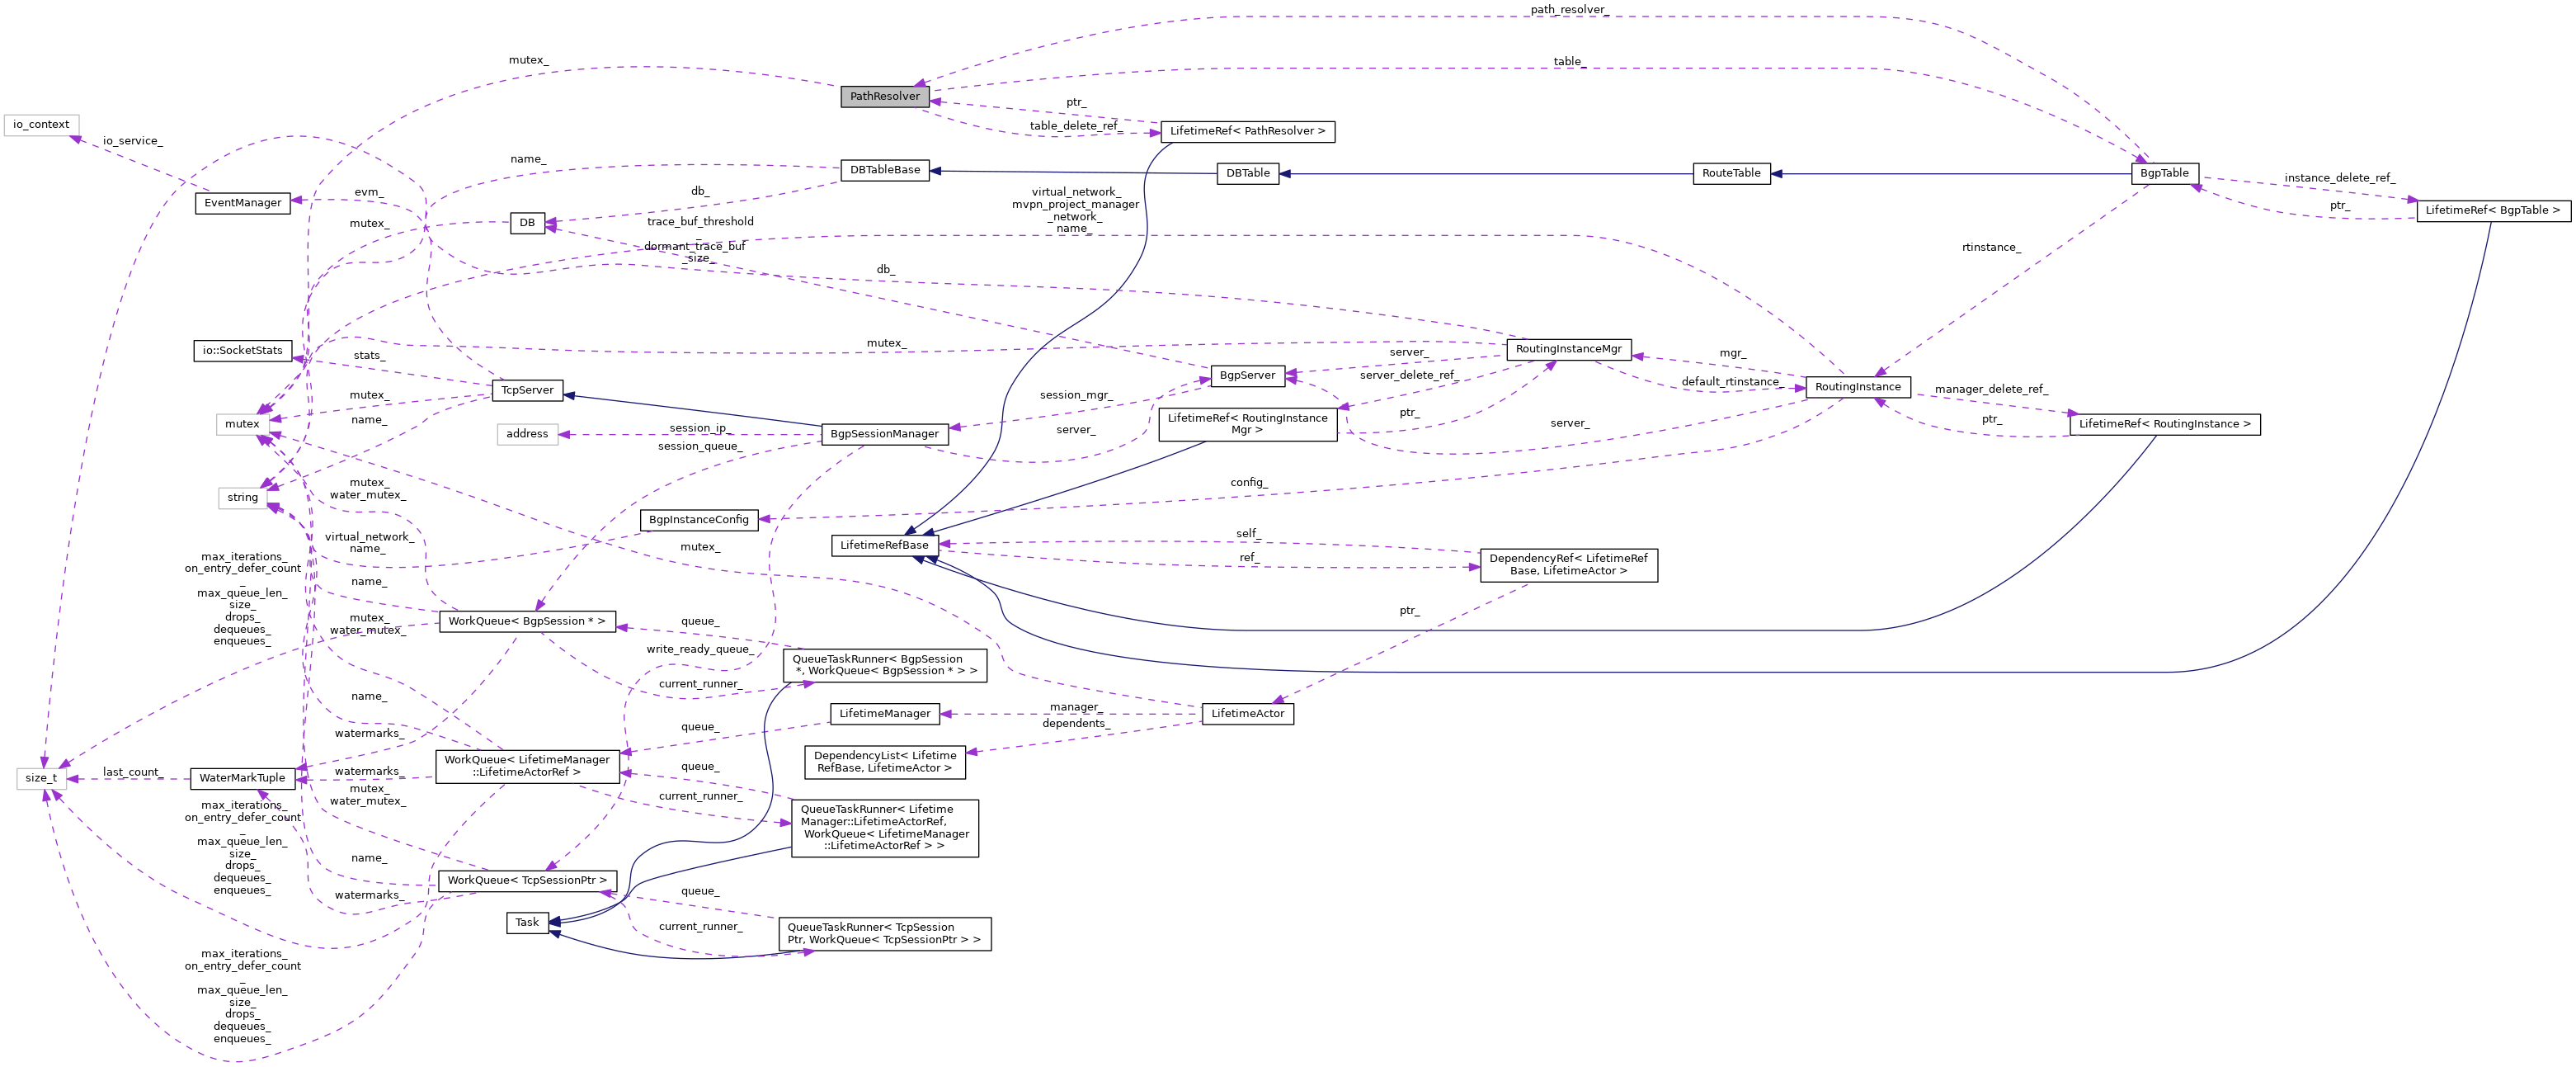 path_resolver_
mutex_
table_
PathResolver
ptr_
io_context
table_delete_ref_
LifetimeRef< PathResolver >
io_service_
name_
DBTableBase
DBTable
RouteTable
BgpTable
instance_delete_ref_
evm_
db_
virtual_network_
mvpn_project_manager
_network_
name_
EventManager
ptr_
LifetimeRef< BgpTable >
mutex_
DB
trace_buf_threshold
_
dormant_trace_buf
_size_
rtinstance_
db_
io::SocketStats
stats_
mutex_
server_
RoutingInstanceMgr
mgr_
BgpServer
server_delete_ref_
default_rtinstance_
RoutingInstance
manager_delete_ref_
TcpServer
mutex_
session_mgr_
name_
LifetimeRef< RoutingInstance
Mgr >
ptr_
ptr_
LifetimeRef< RoutingInstance >
mutex
address
session_ip_
BgpSessionManager
server_
server_
session_queue_
string
mutex_
water_mutex_
config_
BgpInstanceConfig
virtual_network_
name_
mutex_
LifetimeRefBase
self_
ref_
DependencyRef< LifetimeRef
Base, LifetimeActor >
max_iterations_
on_entry_defer_count
_
max_queue_len_
size_
drops_
dequeues_
enqueues_
name_
mutex_
water_mutex_
WorkQueue< BgpSession * >
queue_
ptr_
write_ready_queue_
QueueTaskRunner< BgpSession
*, WorkQueue< BgpSession * > >
current_runner_
name_
LifetimeManager
manager_
LifetimeActor
dependents_
watermarks_
queue_
DependencyList< Lifetime
RefBase, LifetimeActor >
size_t
last_count_
WaterMarkTuple
watermarks_
WorkQueue< LifetimeManager
::LifetimeActorRef >
queue_
mutex_
water_mutex_
current_runner_
QueueTaskRunner< Lifetime
Manager::LifetimeActorRef,
WorkQueue< LifetimeManager
::LifetimeActorRef > >
max_iterations_
on_entry_defer_count
_
max_queue_len_
size_
drops_
dequeues_
enqueues_
name_
watermarks_
WorkQueue< TcpSessionPtr >
queue_
Task
current_runner_
QueueTaskRunner< TcpSession
Ptr, WorkQueue< TcpSessionPtr > >
max_iterations_
on_entry_defer_count
_
max_queue_len_
size_
drops_
dequeues_
enqueues_